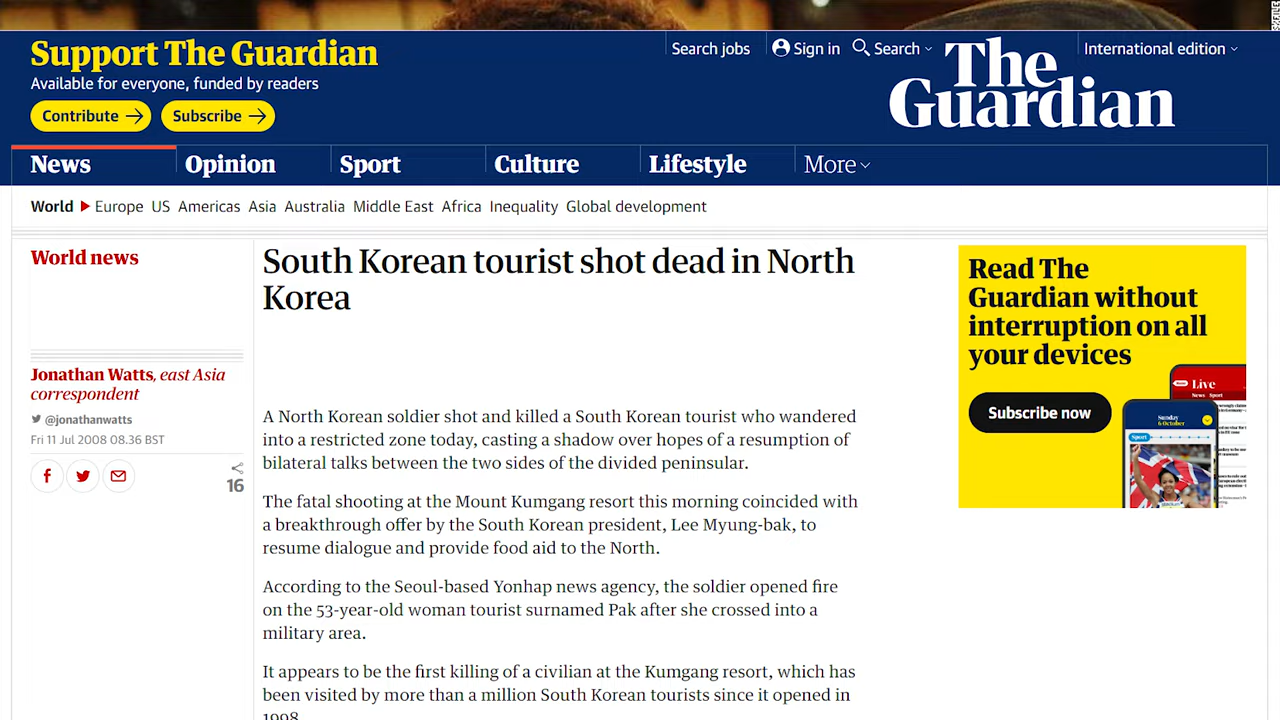 Support The Guardian
Available for everyone, funded by readers
Contribute
Subscribe
Search jobs
Sign in
Search
International edition
The
Guardian
News
Opinion
Sport
Culture
Lifestyle
More
World
Europe
US
Americas
Asia
Australia
Middle East
Africa
Inequality
Global development
World news
Jonathan Watts, east Asia
correspondent
@jonathanwatts
Fri 11 Jul 2008 08.36 BST
16
South Korean tourist shot dead in North
Korea
A North Korean soldier shot and killed a South Korean tourist who wandered
into a restricted zone today, casting a shadow over hopes of a resumption of
bilateral talks between the two sides of the divided peninsular.
The fatal shooting at the Mount Kumgang resort this morning coincided with
a breakthrough offer by the South Korean president, Lee Myung-bak, to
resume dialogue and provide food aid to the North.
According to the Seoul-based Yonhap news agency, the soldier opened fire
on the 53-year-old woman tourist surnamed Pak after she crossed into a
military area.
It appears to be the first killing of a civilian at the Kumgang resort, which has
been visited by more than a million South Korean tourists since it opened in
1998.
Read The
Guardian without
interruption on all
your devices
Subscribe now
Live
News Sport
Sunday
6 October
Sport